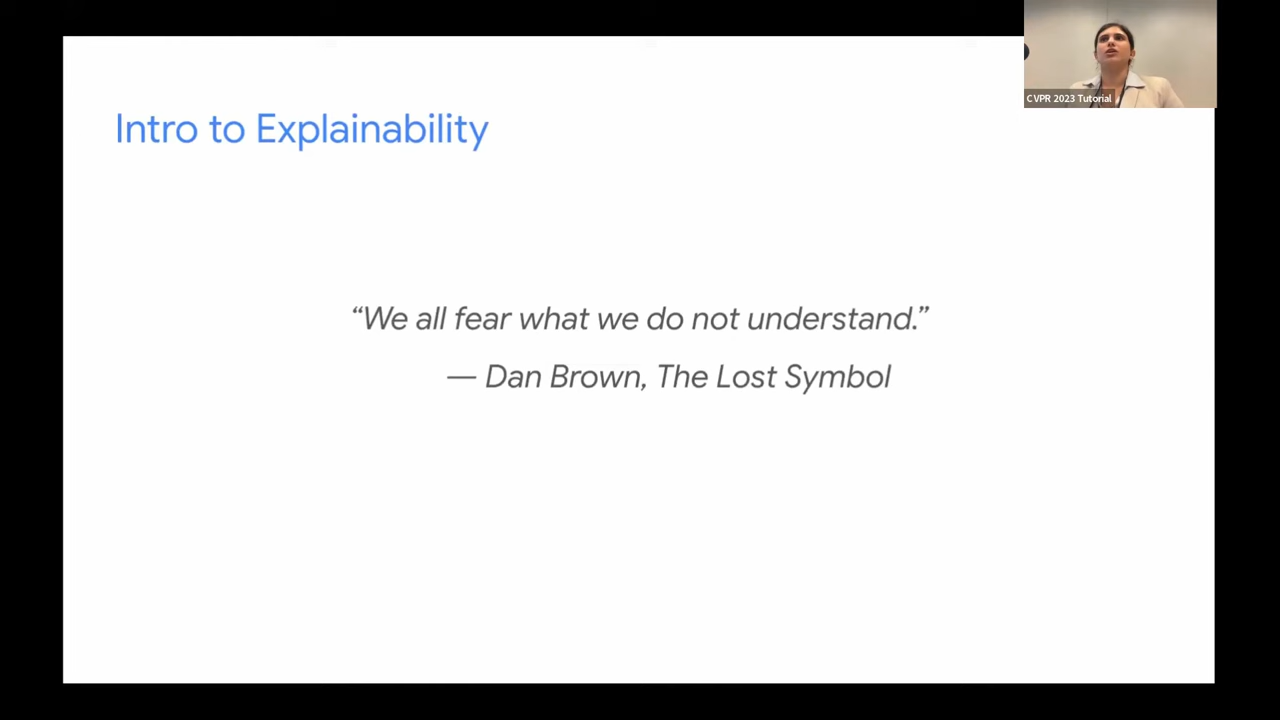 CVPR 2023 Tutorial
Intro to Explainability
“We all fear what we do not understand.”
— Dan Brown, The Lost Symbol